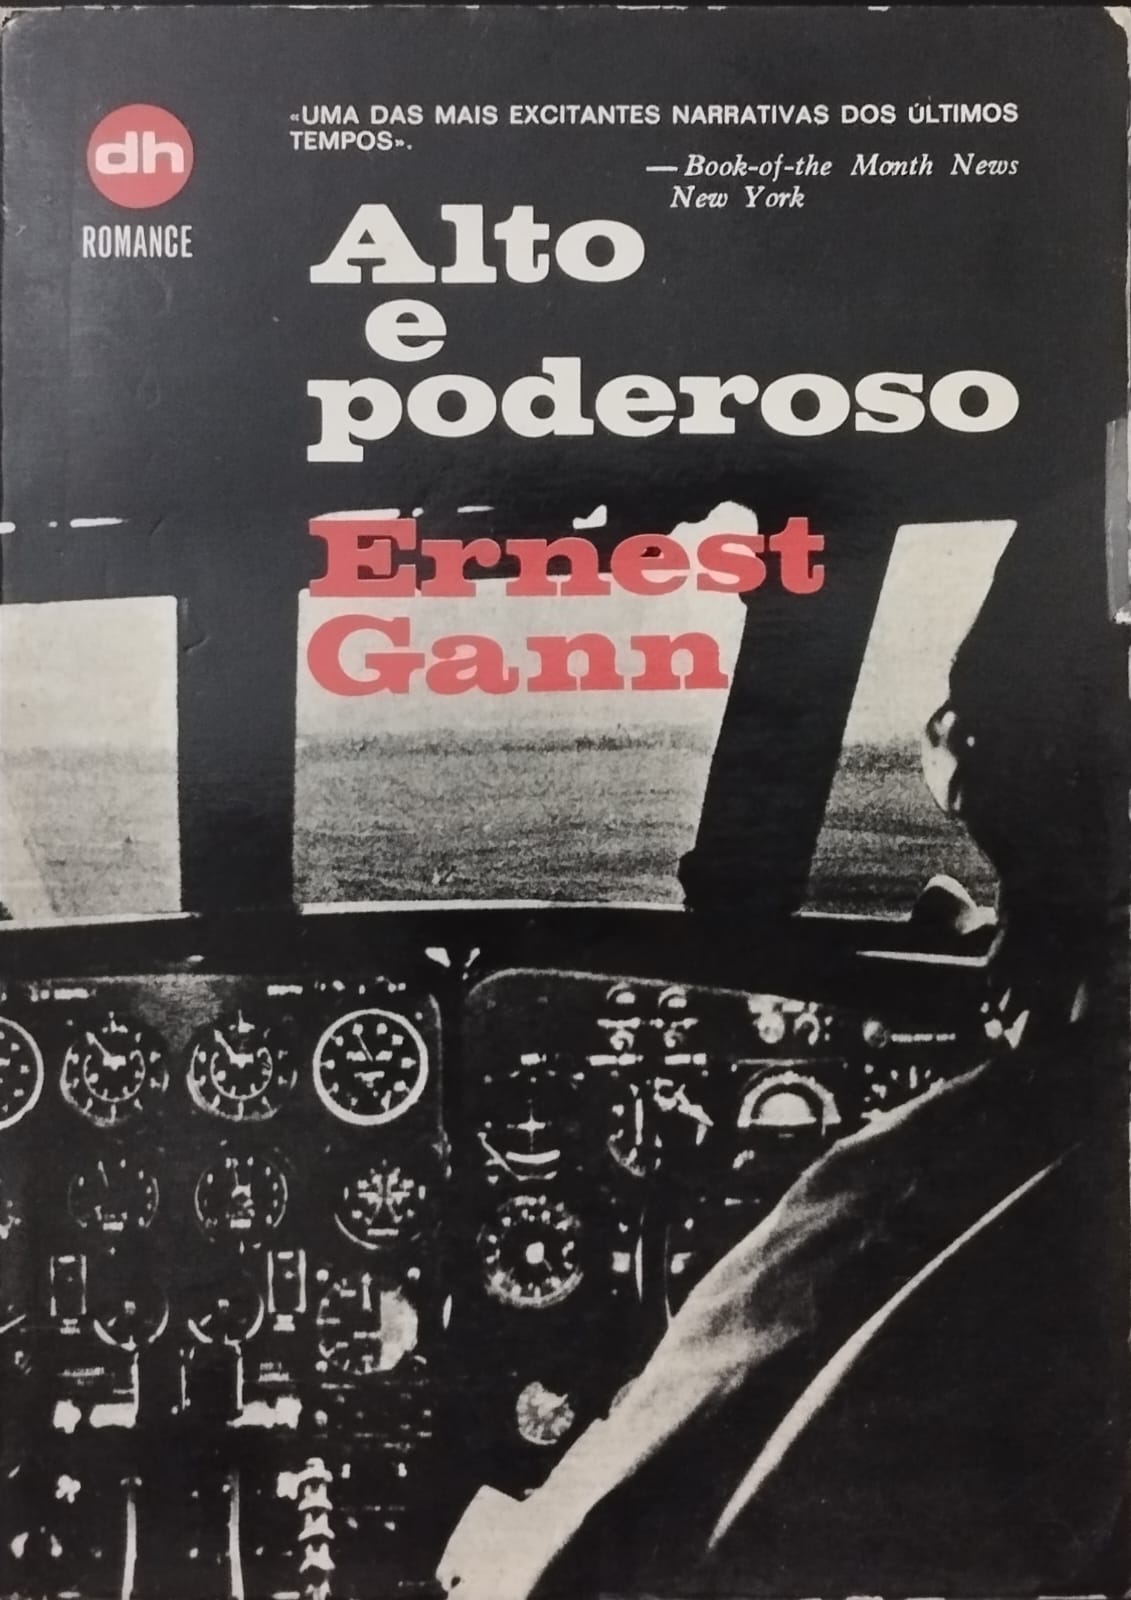 dh
ROMANCE
«UMA DAS MAIS EXCITANTES NARRATIVAS DOS ÚLTIMOS
TEMPOS».
— Book-of-the Month News
New York
Alto
e
poderoso
Ernest
Gann